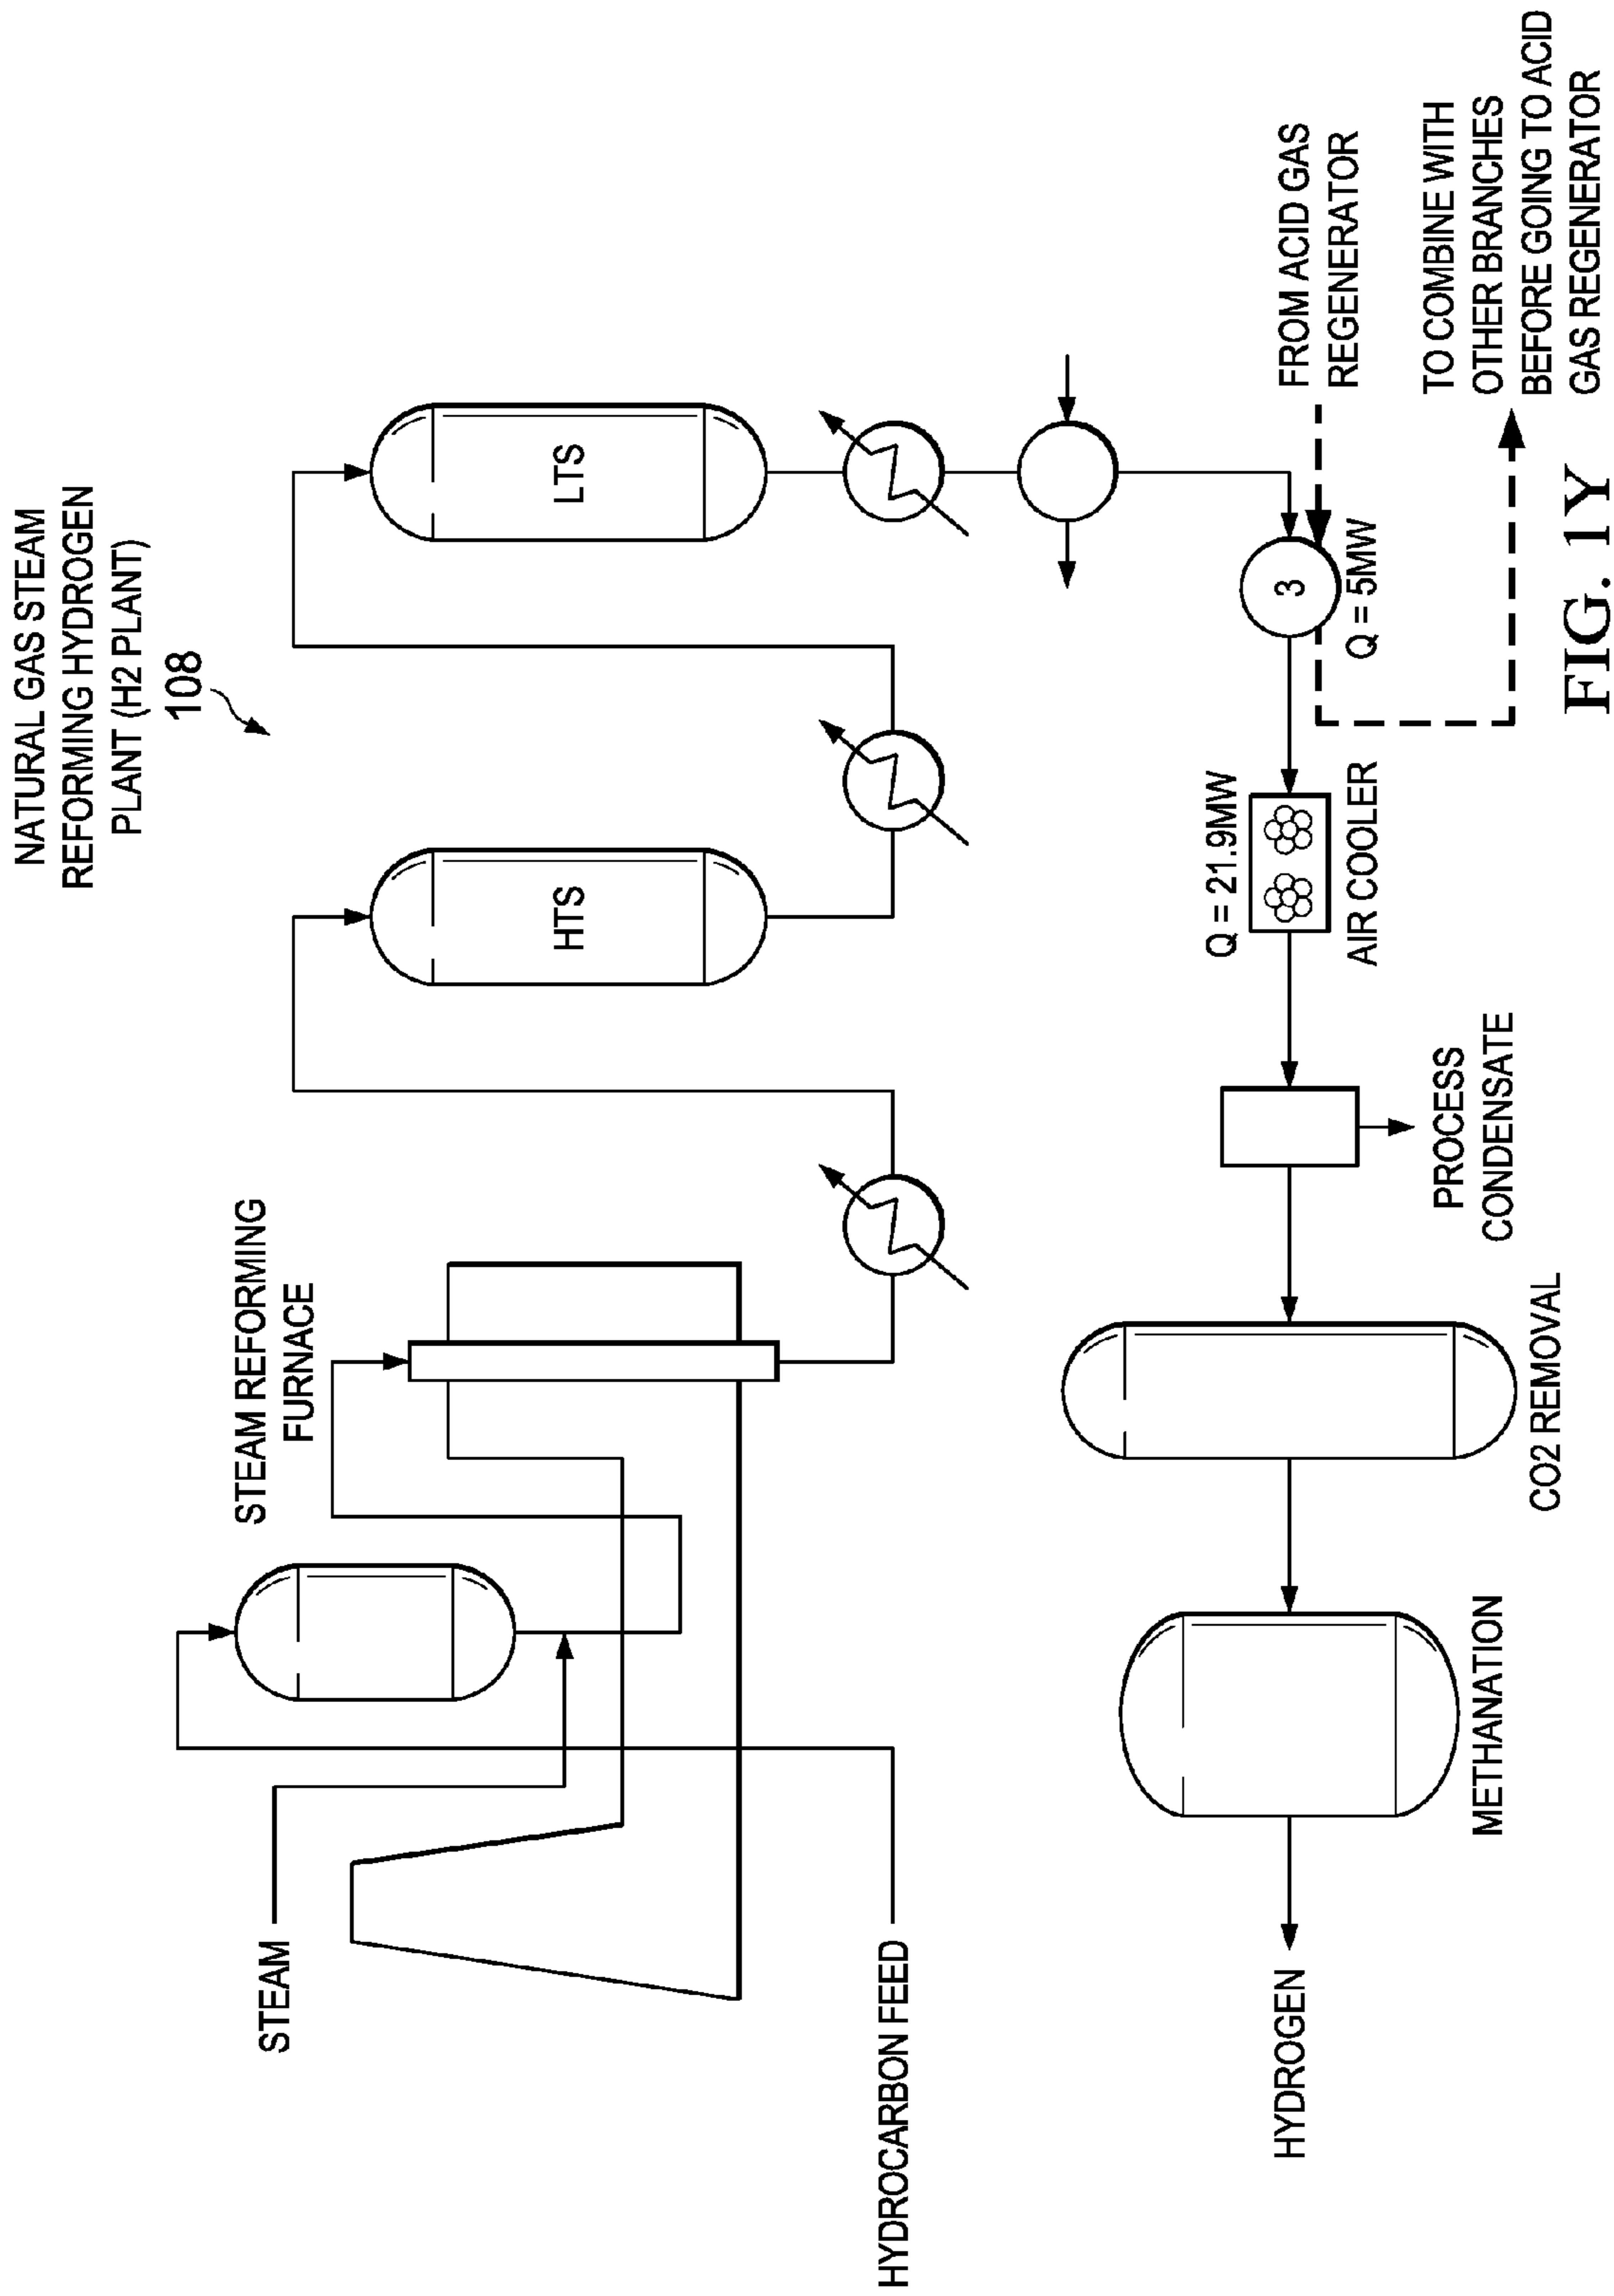 NATURAL GAS STEAM
REFORMING HYDROGEN
PLANT (H2 PLANT)
108
STEAM REFORMING
FURNACE
STEAM
HYDROCARBON FEED
HTS
LTS
FROM ACID GAS
REGENERATOR
TO COMBINE WITH
OTHER BRANCHES
BEFORE GOING TO ACID
GAS REGENERATOR
3
Q = 5MW
Q = 21.9MW
AIR COOLER
PROCESS
CONDENSATE
CO2 REMOVAL
METHANATION
HYDROGEN
FIG. 1Y